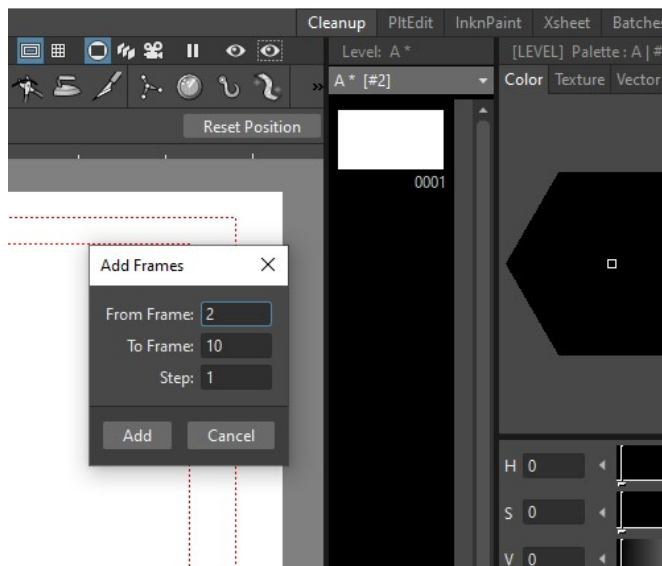 Cleanup PltEdit InknPaint Xsheet Batches
Level: A *
[LEVEL] Palette : A | #
A * [#2]
Color Texture Vector
Reset Position
0001
Add Frames
From Frame: 2
To Frame: 10
Step: 1
Add Cancel
H 0
S 0
V 0